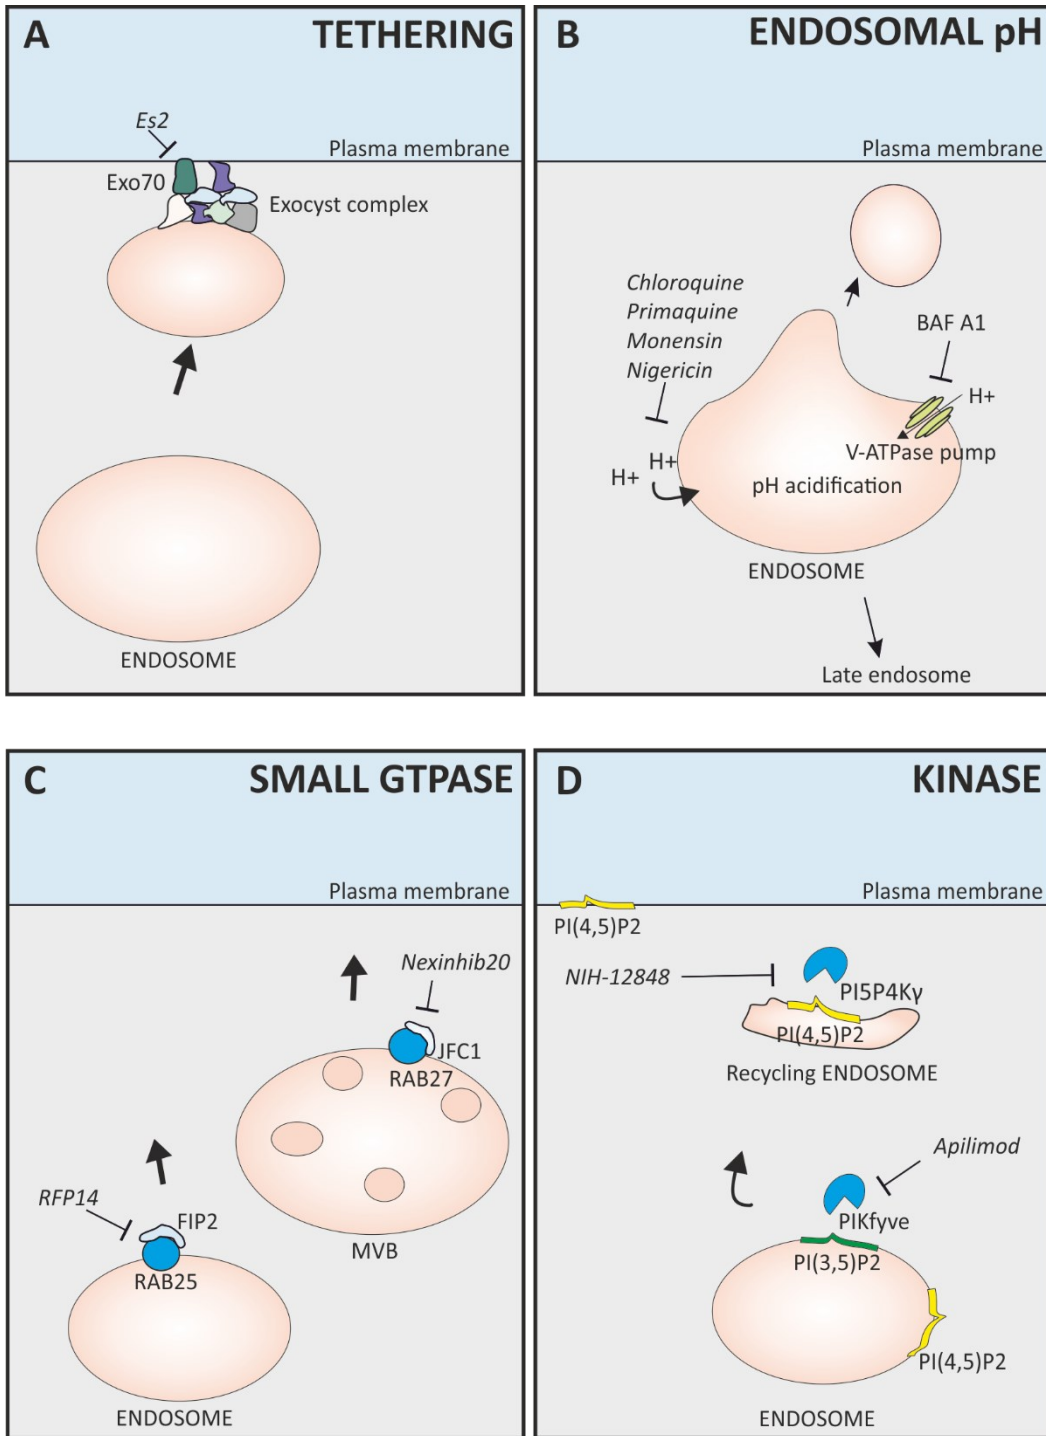 A
TETHERING
Es2
Plasma membrane
Exo70
Exocyst complex
ENDOSOME
B
ENDOSOMAL pH
Plasma membrane
Chloroquine
Primaquine
Monensin
Nigericin
BAF A1
H+
V-ATPase pump
H+
H+
pH acidification
ENDOSOME
Late endosome
C
SMALL GTPASE
Plasma membrane
Nexinhib20
JFC1
RAB27
RFP14
FIP2
MVB
RAB25
ENDOSOME
D
KINASE
Plasma membrane
PI(4,5)P2
NIH-12848
PI5P4Kγ
PI(4,5)P2
Recycling ENDOSOME
Apilimod
PIKfyve
PI(3,5)P2
PI(4,5)P2
ENDOSOME